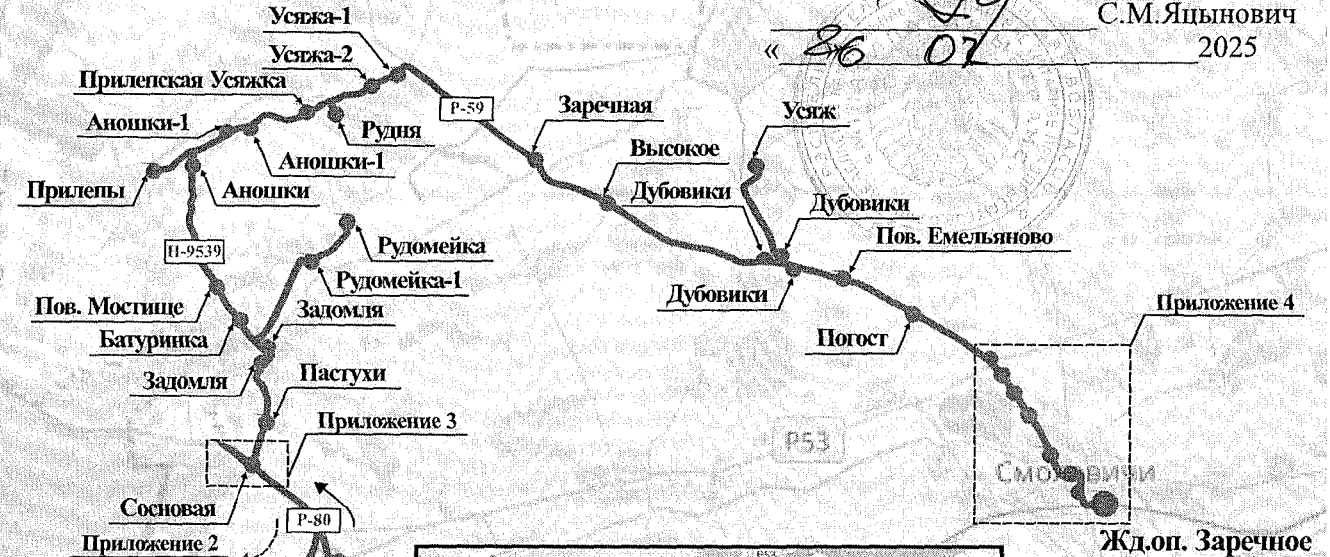 С.М.Яцынович
« 26 07 2025
Усяжа-1
Усяжа-2
Прилепская Усяжка
Р-59
Заречная
Усяж
Аношки-1
Рудня
Высокое
Аношки-1
Дубовики
Дубовики
Прилепы
Аношки
Пов. Емельяново
Н-9539
Рудомейка
Рудомейка-1
Дубовики
Приложение 4
Пов. Мостище
Задомля
Батуринка
Погост
Задомля
Пастухи
Приложение 3
Р53
Смолевичи
Сосновая
Р-80
Приложение 2
Жд.оп. Заречное